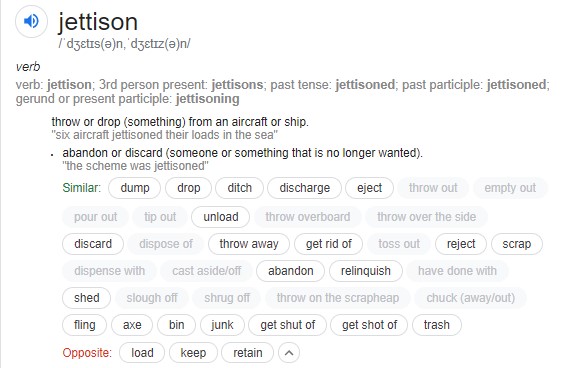 jettison
/ˈdʒɛtɪs(ə)n,ˈdʒɛtɪz(ə)n/
verb
verb: jettison; 3rd person present: jettisons; past tense: jettisoned; past participle: jettisoned;
gerund or present participle: jettisoning
throw or drop (something) from an aircraft or ship.
"six aircraft jettisoned their loads in the sea"
• abandon or discard (someone or something that is no longer wanted).
"the scheme was jettisoned"
Similar: dump drop ditch discharge eject throw out empty out
pour out tip out unload throw overboard throw over the side
discard dispose of throw away get rid of toss out reject scrap
dispense with cast aside/off abandon relinquish have done with
shed slough off shrug off throw on the scrapheap chuck (away/out)
fling axe bin junk get shut of get shot of trash
Opposite: load keep retain